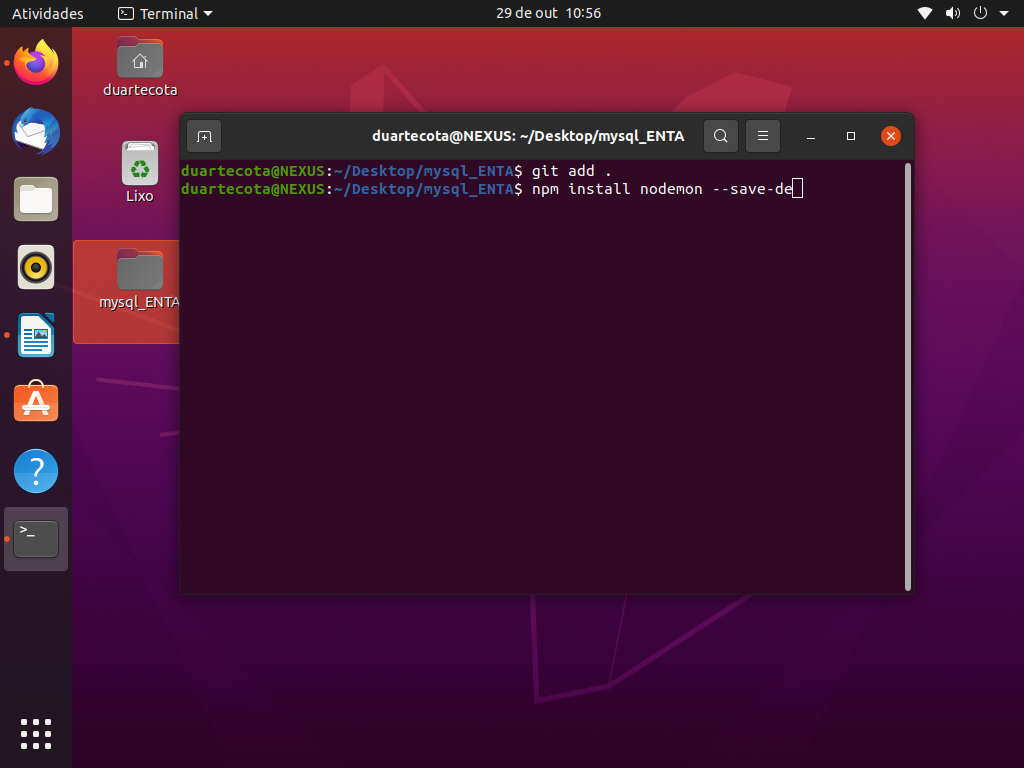 Atividades
Terminal
29 de out 10:56
duartecota
Lixo
mysql_ENTA
duartecota@NEXUS: ~/Desktop/mysql_ENTA
duartecota@NEXUS:~/Desktop/mysql_ENTA$ git add .
duartecota@NEXUS:~/Desktop/mysql_ENTA$ npm install nodemon --save-de